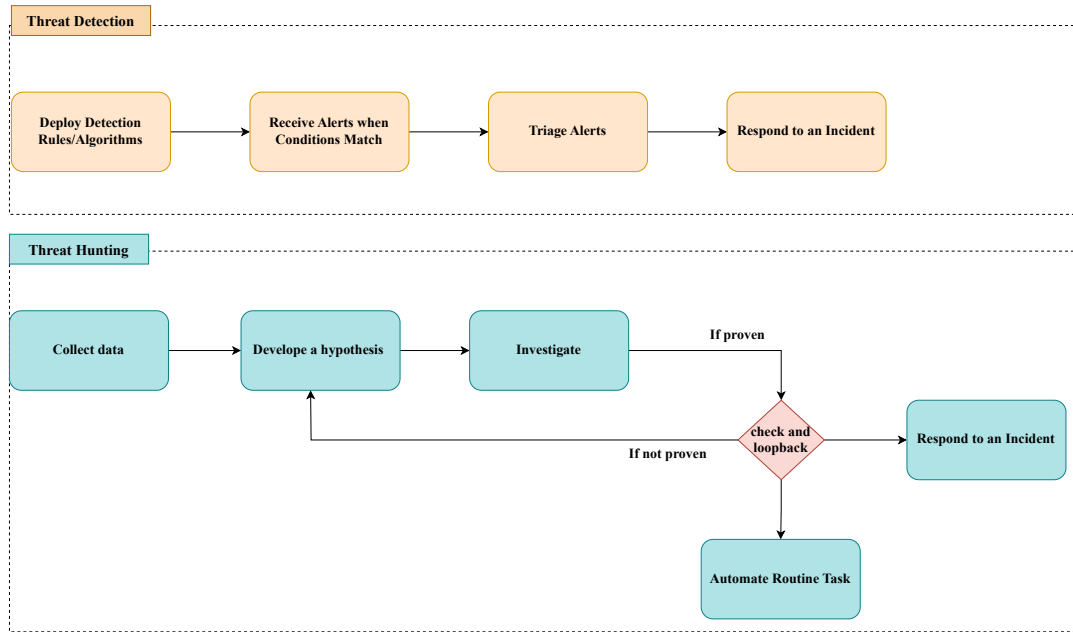 Threat Detection
Deploy Detection
Rules/Algorithms
Receive Alerts when
Conditions Match
Triage Alerts
Respond to an Incident
Threat Hunting
Collect data
Develope a hypothesis
Investigate
If proven
check and
loopback
If not proven
Respond to an Incident
Automate Routine Task